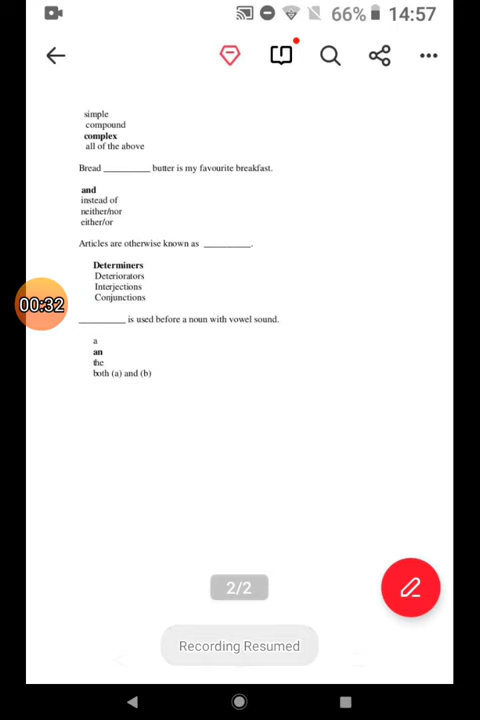 66% 14:57
simple
compound
complex
all of the above
Bread __________ butter is my favourite breakfast.
and
instead of
neither/nor
either/or
Articles are otherwise known as __________.
Determiners
Deteriorators
Interjections
Conjunctions
00:32
__________ is used before a noun with vowel sound.
a
an
the
both (a) and (b)
2/2
Recording Resumed